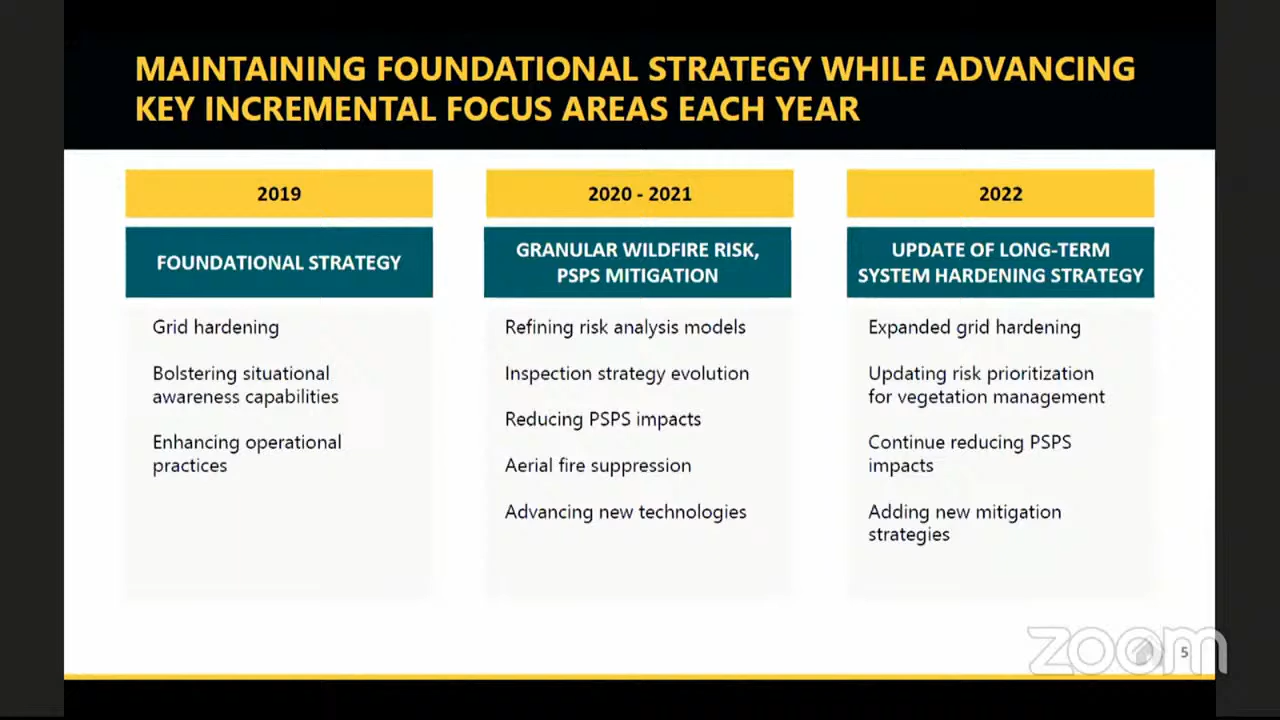 MAINTAINING FOUNDATIONAL STRATEGY WHILE ADVANCING
KEY INCREMENTAL FOCUS AREAS EACH YEAR
2019
FOUNDATIONAL STRATEGY
Grid hardening
Bolstering situational
awareness capabilities
Enhancing operational
practices
2020 - 2021
GRANULAR WILDFIRE RISK,
PSPS MITIGATION
Refining risk analysis models
Inspection strategy evolution
Reducing PSPS impacts
Aerial fire suppression
Advancing new technologies
2022
UPDATE OF LONG-TERM
SYSTEM HARDENING STRATEGY
Expanded grid hardening
Updating risk prioritization
for vegetation management
Continue reducing PSPS
impacts
Adding new mitigation
strategies
zoom
5